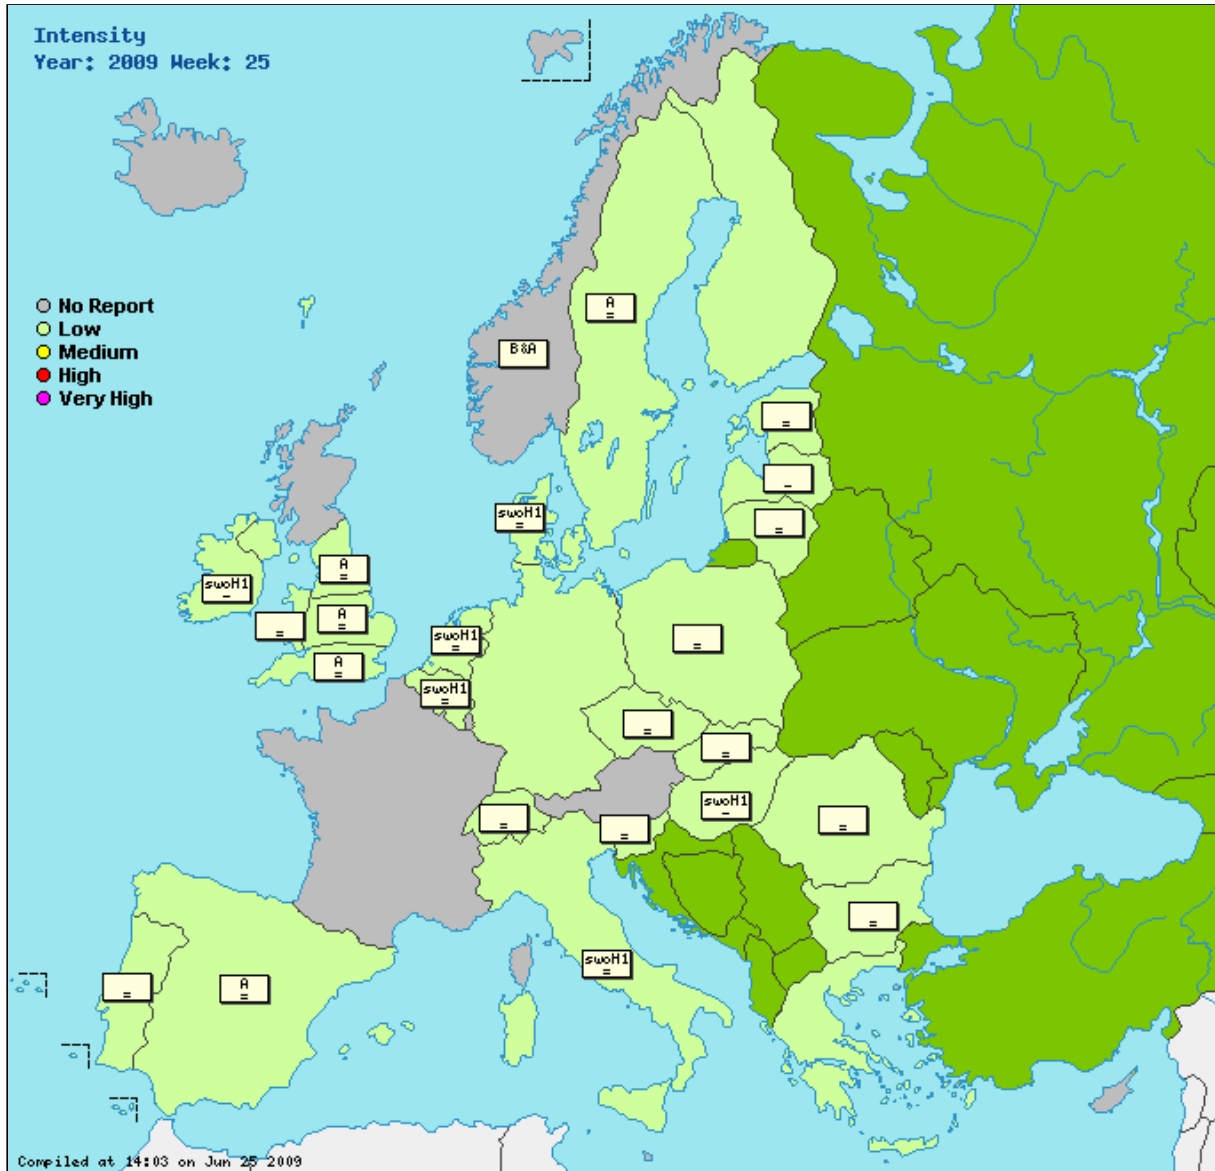 Intensity
Year: 2009 Week: 25
No Report
Low
Medium
High
Very High
A
=
B&A
=
-
=
swoH1
=
A
=
swoH1
-
A
=
=
A
=
swoH1
=
=
swoH1
=
=
=
swoH1
-
=
=
=
=
swoH1
=
=
A
=
Compiled at 14:03 on Jun 25 2009